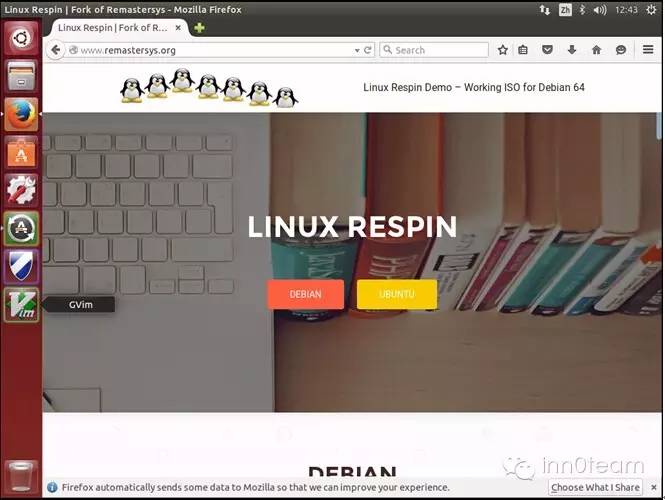 Linux Respin | Fork of Remastersys - Mozilla Firefox
Zh
12:43
Linux Respin | Fork of R...
www.remastersys.org
Search
Linux Respin Demo – Working ISO for Debian 64
LINUX RESPIN
DEBIAN
UBUNTU
Vim
GVim
DEBIAN
inn0team
Firefox automatically sends some data to Mozilla so that we can improve your experience.
Choose What I Share